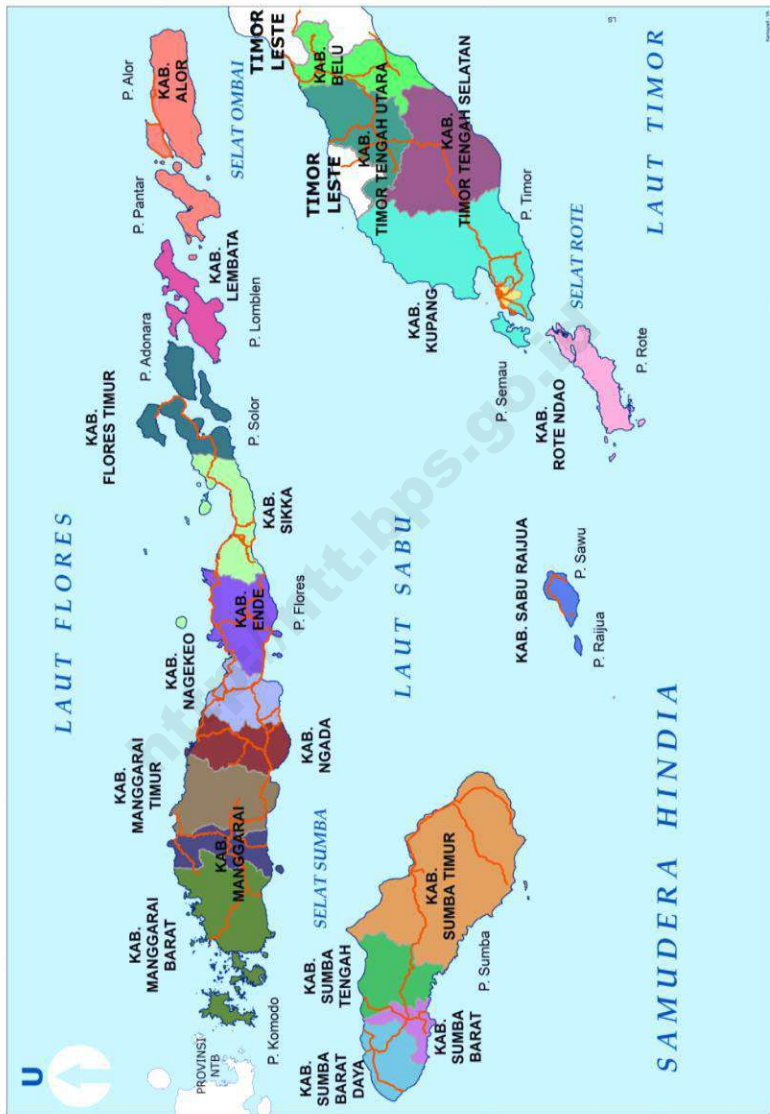 U
PROVINSI
NTB
P. Komodo
LAUT FLORES
KAB.
MANGGARAI
BARAT
KAB.
MANGGARAI
KAB.
MANGGARAI
TIMUR
KAB.
NGADA
KAB.
NAGEKEO
KAB.
ENDE
P. Flores
KAB.
SIKKA
KAB.
FLORES TIMUR
P. Solor
P. Adonara
KAB.
LEMBATA
P. Lomblen
P. Pantar
P. Alor
KAB.
ALOR
SELAT OMBAI
SELAT SUMBA
LAUT SABU
KAB.
SUMBA
BARAT
DAYA
KAB.
SUMBA
BARAT
KAB.
SUMBA
TENGAH
KAB.
SUMBA TIMUR
P. Sumba
TIMOR
LESTE
TIMOR
LESTE
KAB.
BELU
KAB.
TIMOR TENGAH UTARA
KAB.
TIMOR TENGAH SELATAN
KAB.
KUPANG
P. Timor
P. Semau
SELAT ROTE
KAB.
ROTE NDAO
P. Rote
KAB. SABU RAIJUA
P. Sawu
P. Raijua
SAMUDERA HINDIA
LAUT TIMOR
LS
http://ntt.bps.go.id